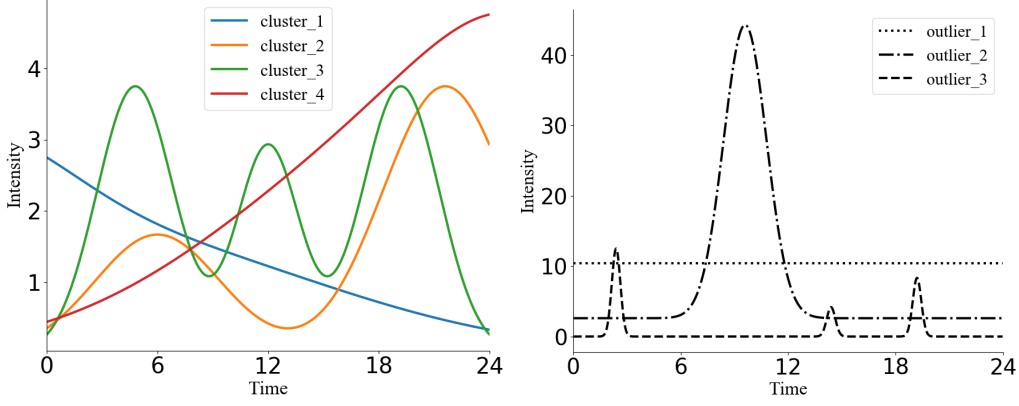 cluster_1
cluster_2
cluster_3
cluster_4
Intensity
4
3
2
1
0
6
12
18
24
Time
outlier_1
outlier_2
outlier_3
Intensity
40
30
20
10
0
0
6
12
18
24
Time